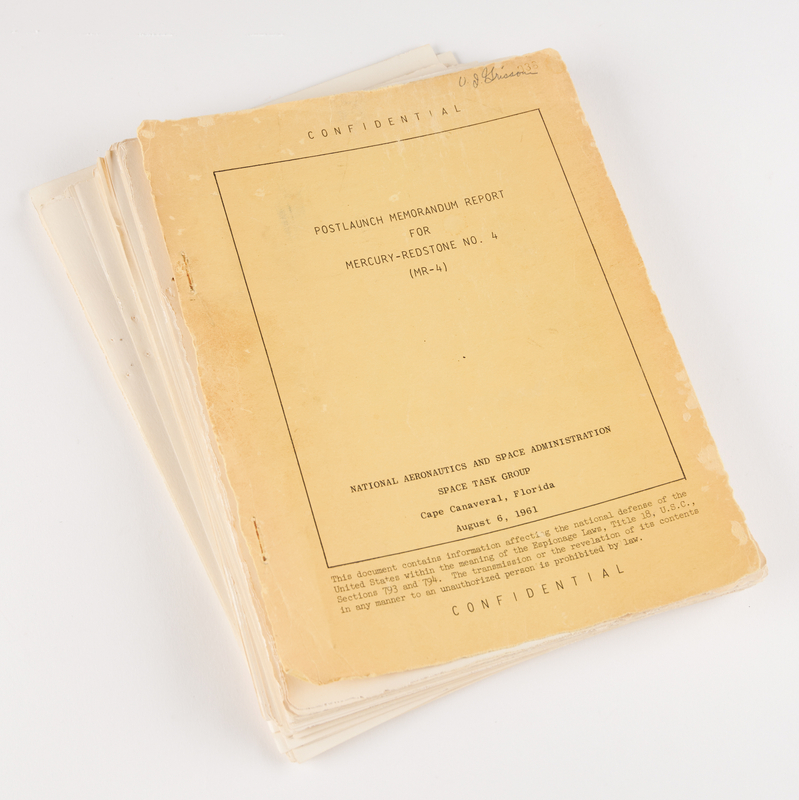 V. I Grissom
CONFIDENTIAL
POSTLAUNCH MEMORANDUM REPORT
FOR
MERCURY-REDSTONE NO. 4
(MR-4)
NATIONAL AERONAUTICS AND SPACE ADMINISTRATION
SPACE TASK GROUP
Cape Canaveral, Florida
August 6, 1961
This document contains information affecting the national defense of the
United States within the meaning of the Espionage Laws, Title 18, U.S.C.,
Sections 793 and 794. The transmission or the revelation of its contents
in any manner to an unauthorized person is prohibited by law.
CONFIDENTIAL